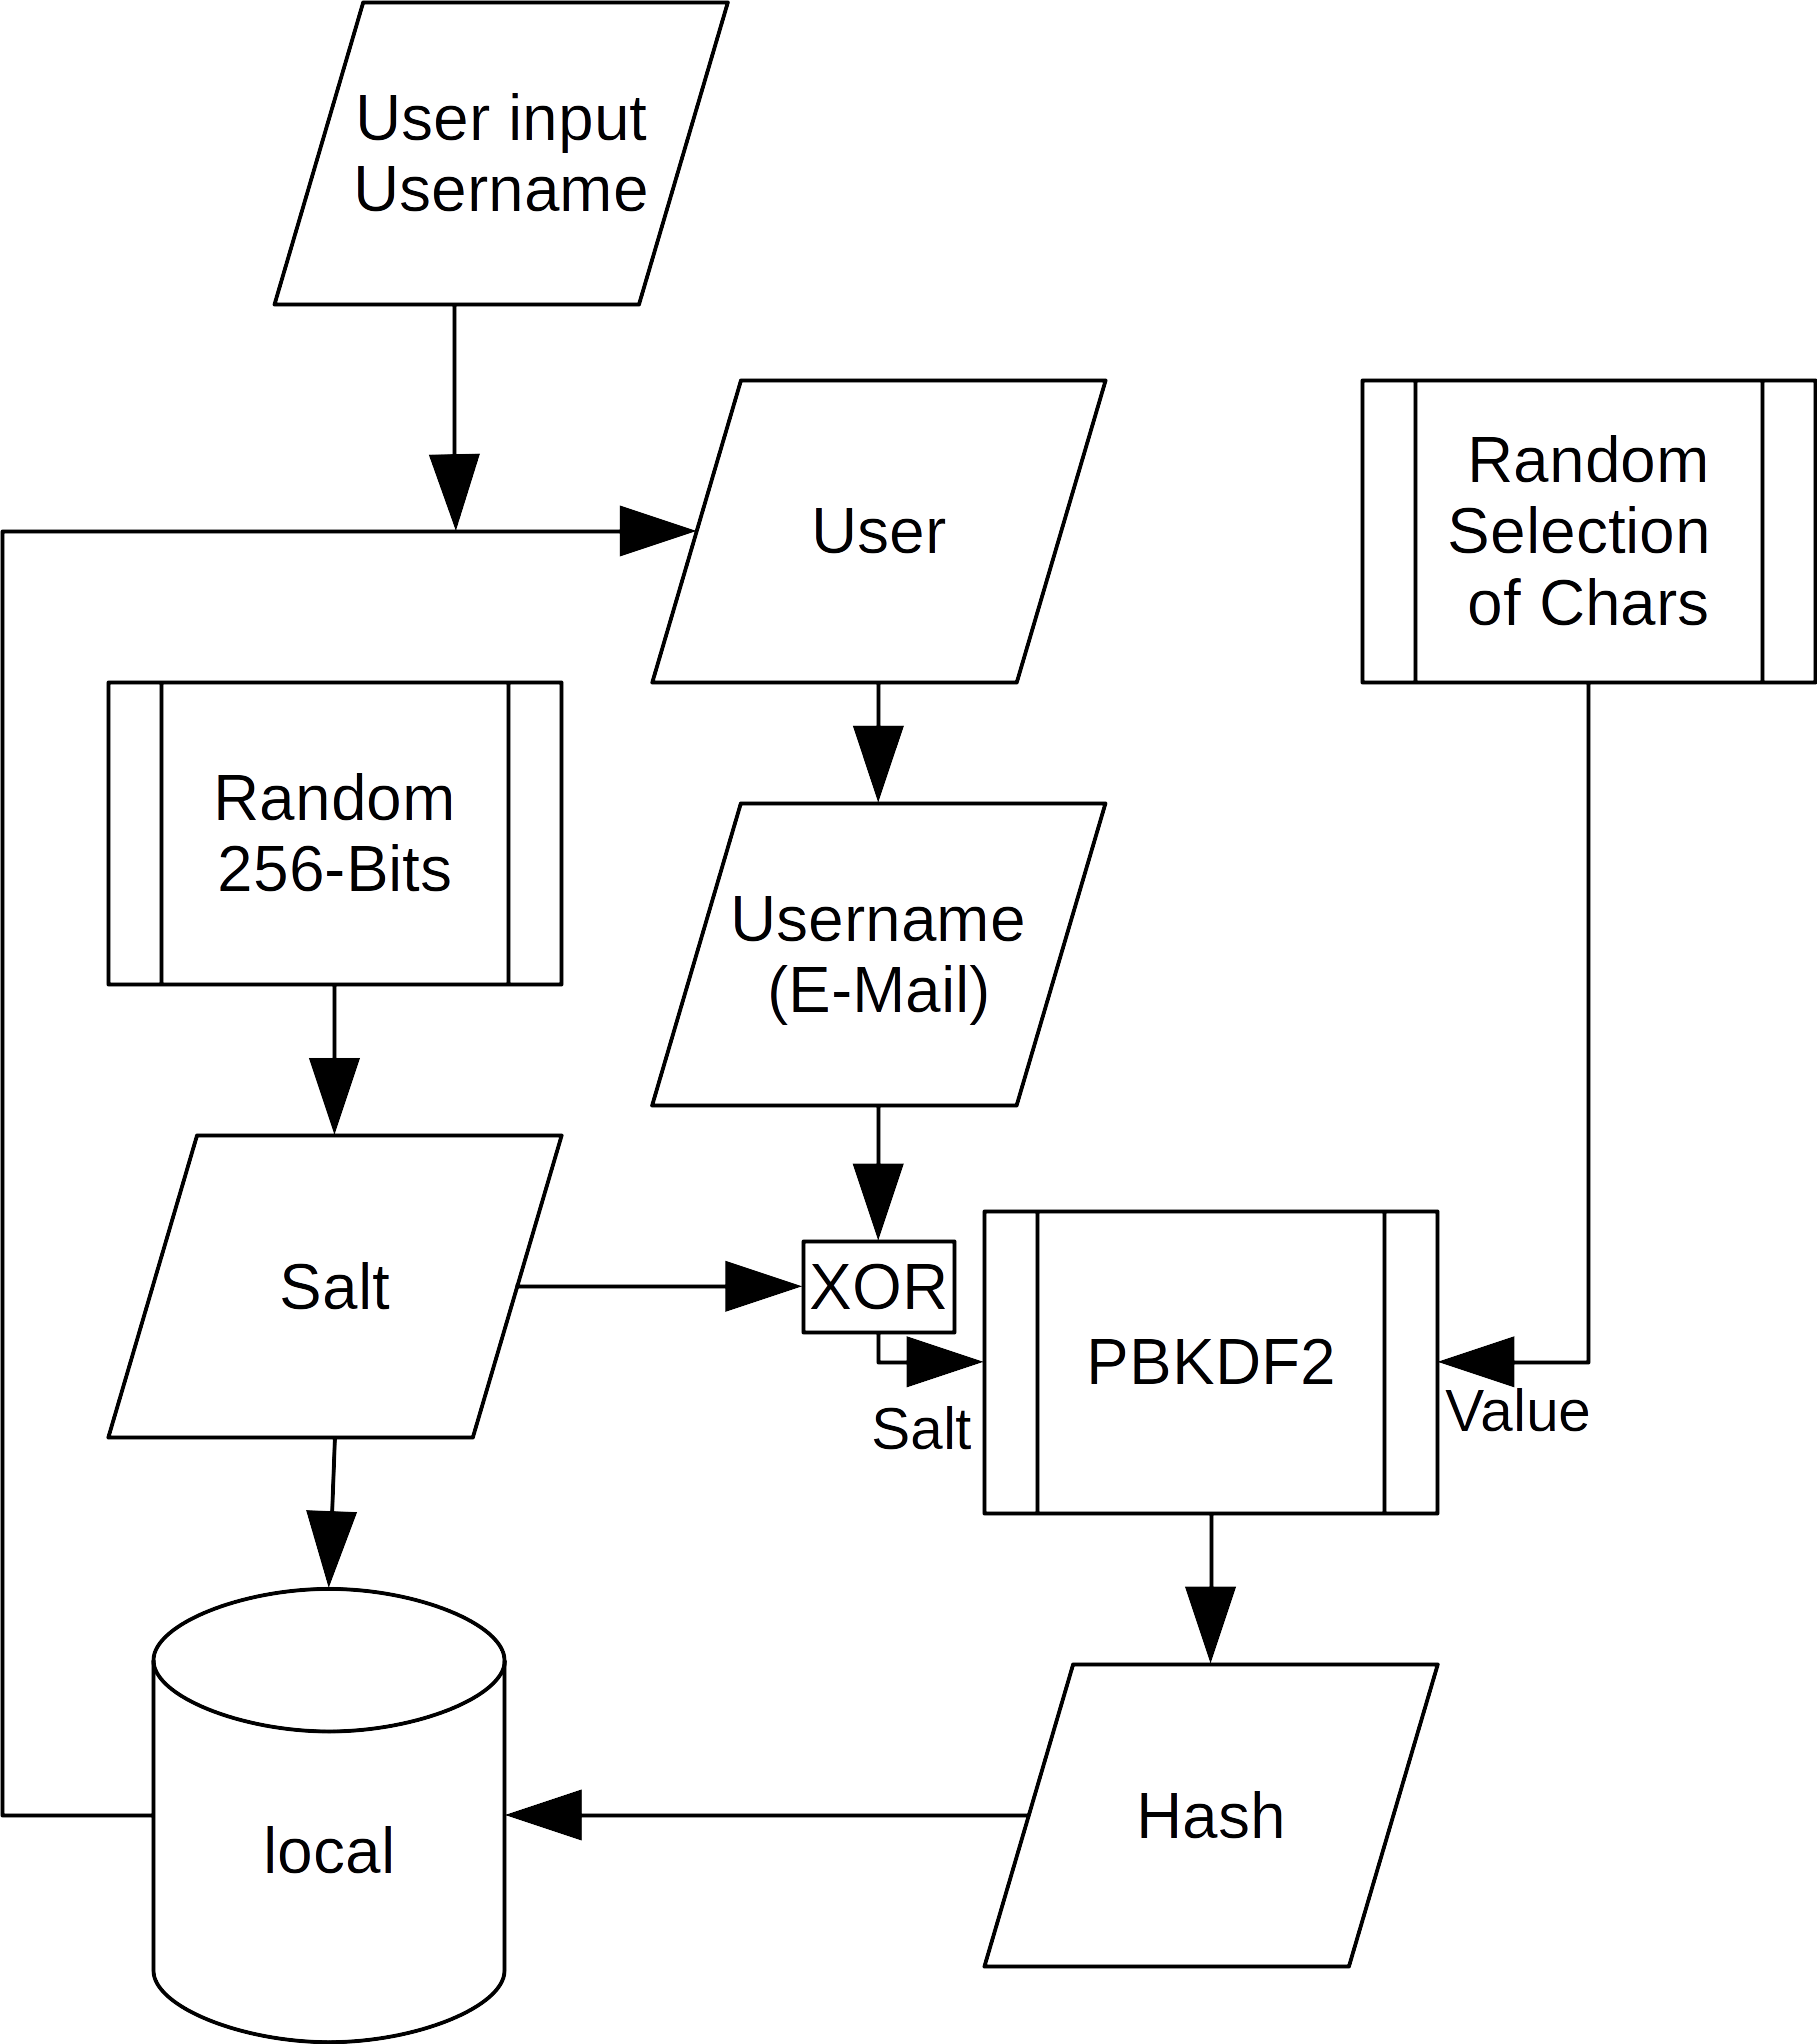 User input
Username
User
Random
Selection
of Chars
Random
256-Bits
Username
(E-Mail)
Salt
XOR
PBKDF2
Salt
Value
Hash
local